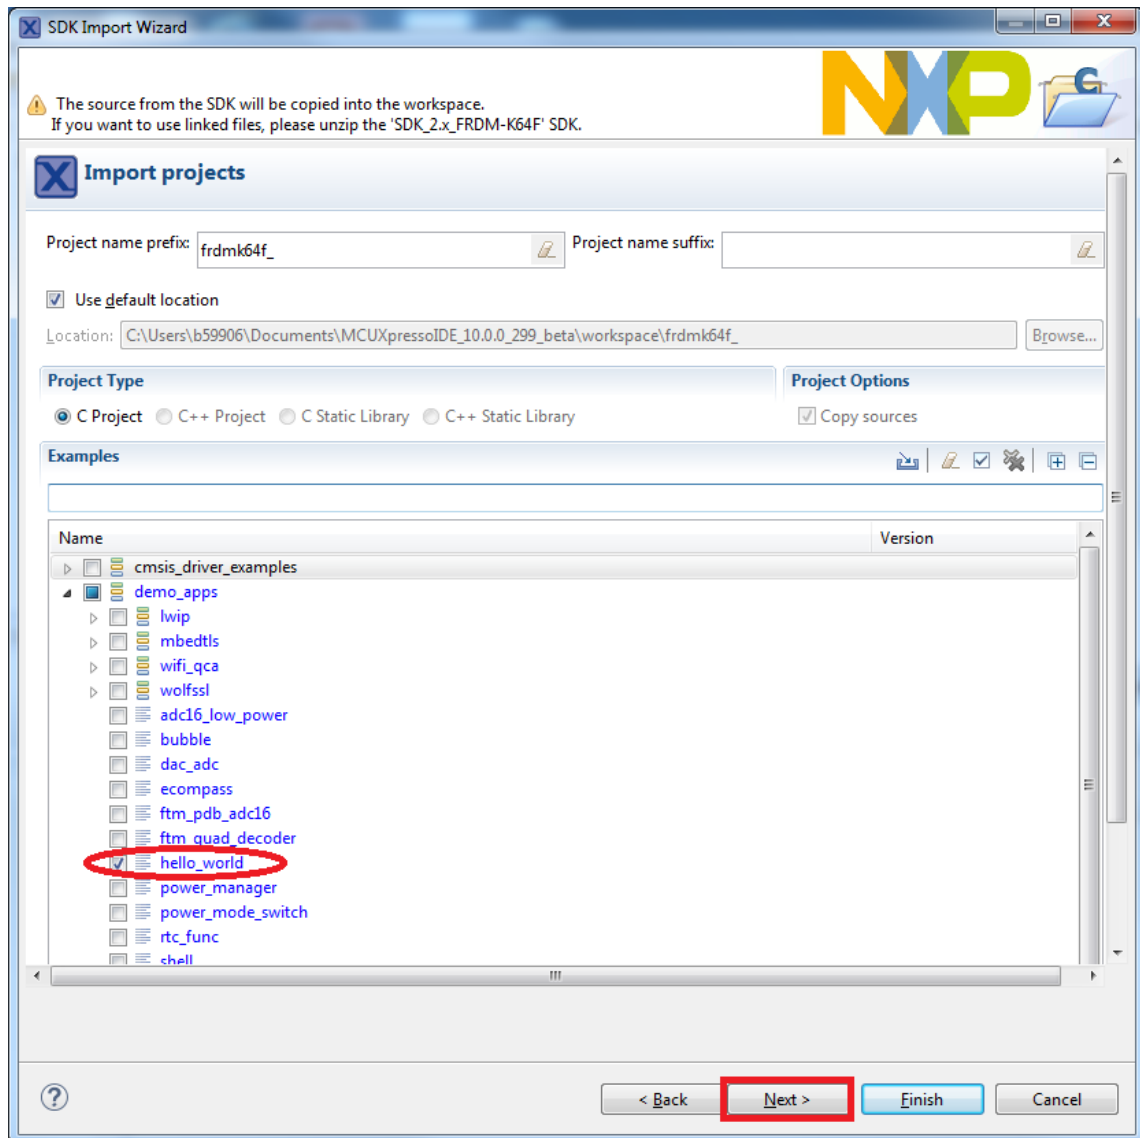 SDK Import Wizard
The source from the SDK will be copied into the workspace.
If you want to use linked files, please unzip the 'SDK_2.x_FRDM-K64F' SDK.
NXP
Import projects
Project name prefix: frdmk64f_ Project name suffix:
Use default location
Location: C:\Users\b59906\Documents\MCUXpressoIDE_10.0.0_299_beta\workspace\frdmk64f_ Browse...
Project Type Project Options
C Project C++ Project C Static Library C++ Static Library Copy sources
Examples
Name Version
cmsis_driver_examples
demo_apps
lwip
mbedtls
wifi_qca
wolfssl
adc16_low_power
bubble
dac_adc
ecompass
ftm_pdb_adc16
ftm_quad_decoder
hello_world
power_manager
power_mode_switch
rtc_func
shell
< Back Next > Finish Cancel